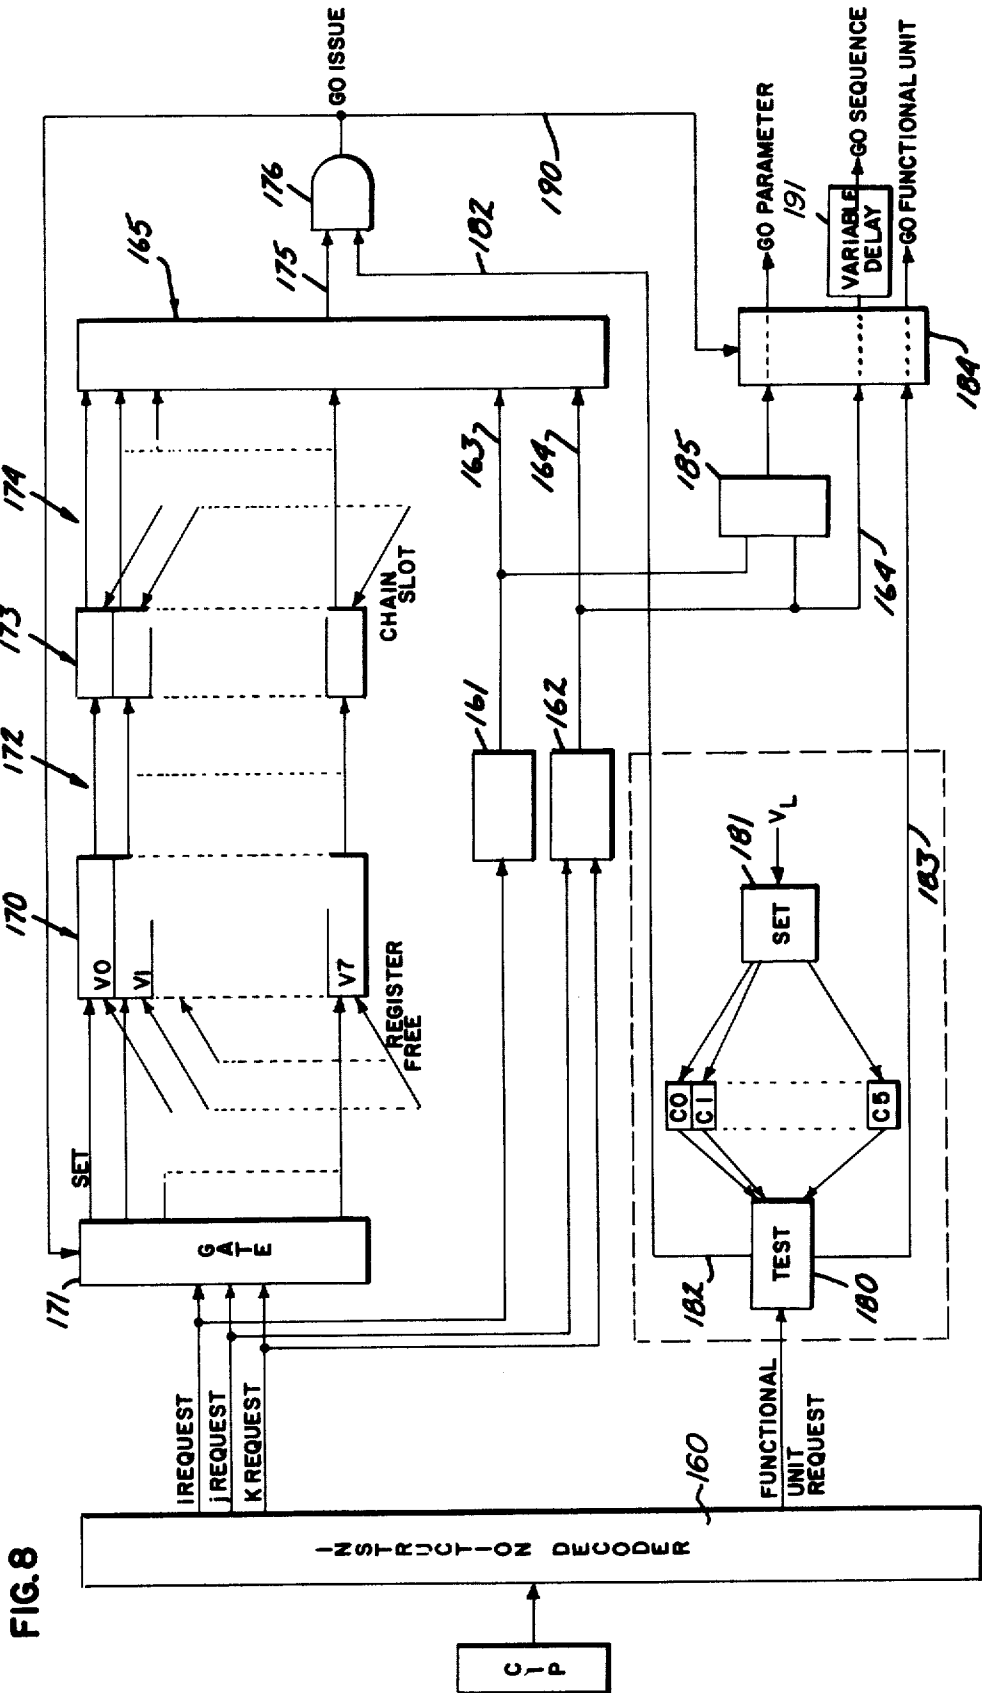 FIG. 8
CIP
INSTRUCTION DECODER
160
I REQUEST
j REQUEST
K REQUEST
FUNCTIONAL
UNIT
REQUEST
171
GATE
SET
REGISTER
FREE
170
V0
V1
V7
172
173
CHAIN
SLOT
174
165
175
176
GO ISSUE
182
190
161
162
163
164
185
GO PARAMETER
191
VARIABLE
DELAY
GO SEQUENCE
GO FUNCTIONAL UNIT
184
164
183
182
TEST
180
C0
C1
C5
SET
181
VL